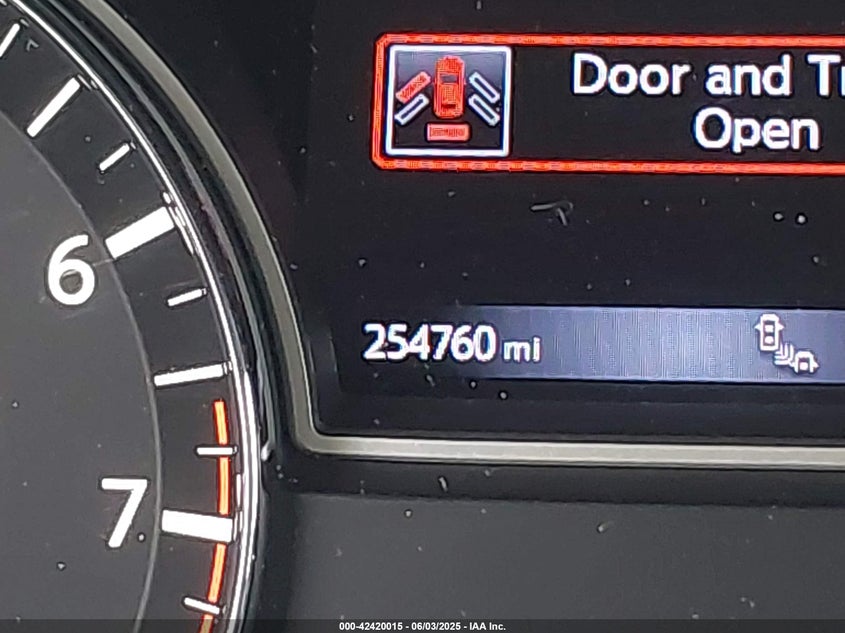 Door and Tr
Open
6
254760 mi
7
000-42420015 - 06/03/2025 - IAA Inc.